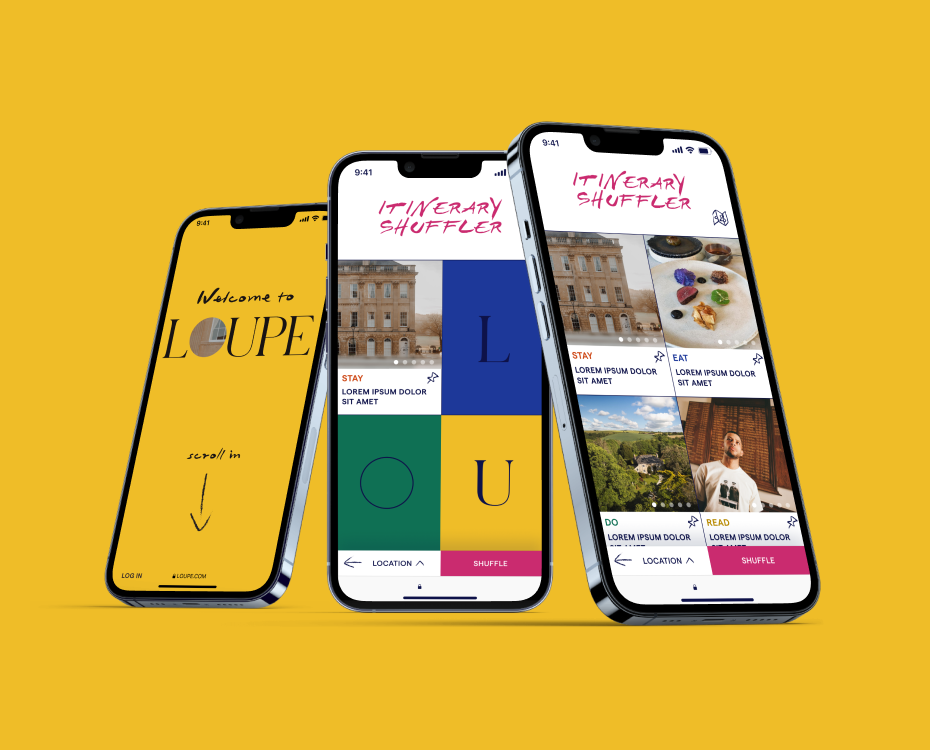 9:41
Welcome to
LOUPE
scroll in
LOG IN
LOUPE.COM
9:41
ITINERARY
SHUFFLER
STAY
LOREM IPSUM DOLOR
SIT AMET
L
O
U
LOCATION
SHUFFLE
9:41
ITINERARY
SHUFFLER
STAY
LOREM IPSUM DOLOR
SIT AMET
EAT
LOREM IPSUM DOLOR
SIT AMET
DO
LOREM IPSUM DOLOR
READ
LOREM IPSUM DOLOR
LOCATION
SHUFFLE